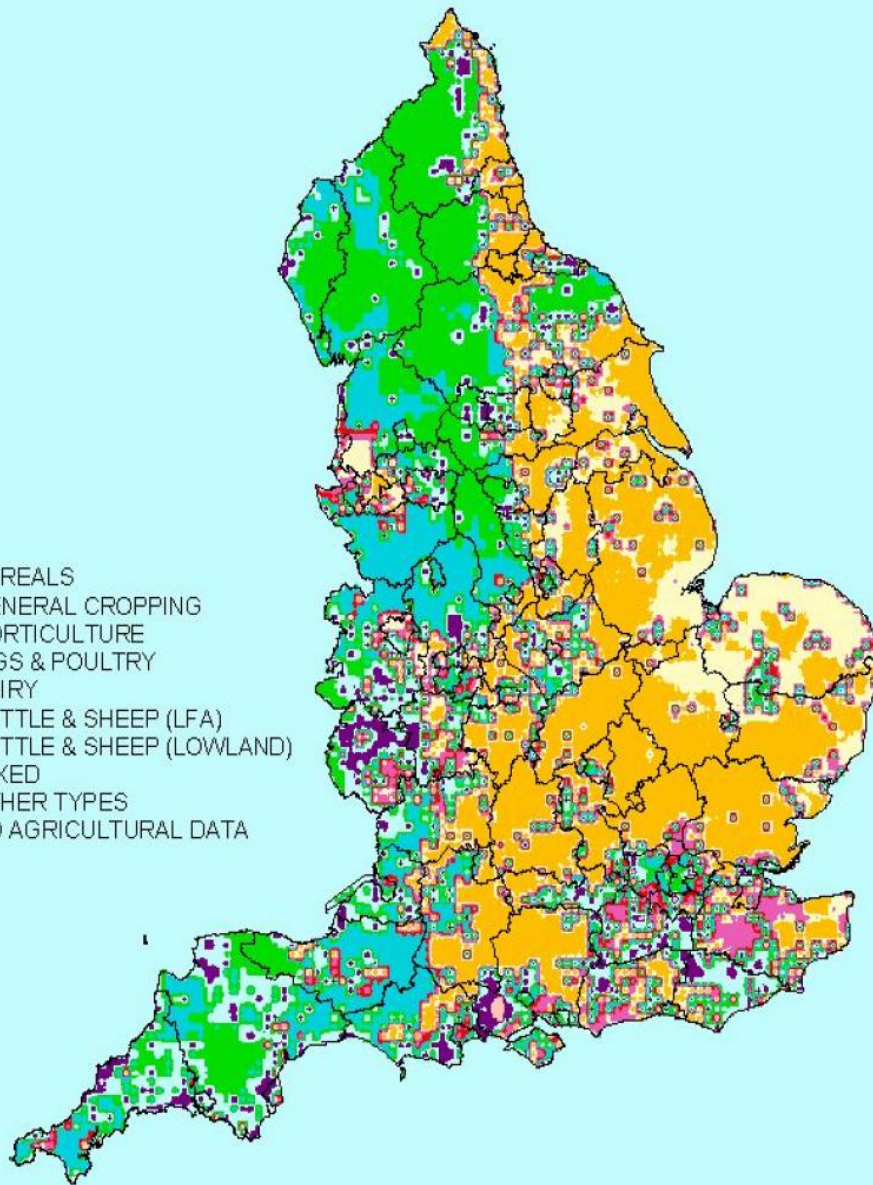 REALS
ENERAL CROPPING
ORTICULTURE
GS & POULTRY
IRY
TTLE & SHEEP (LFA)
TTLE & SHEEP (LOWLAND)
XED
HER TYPES
O AGRICULTURAL DATA